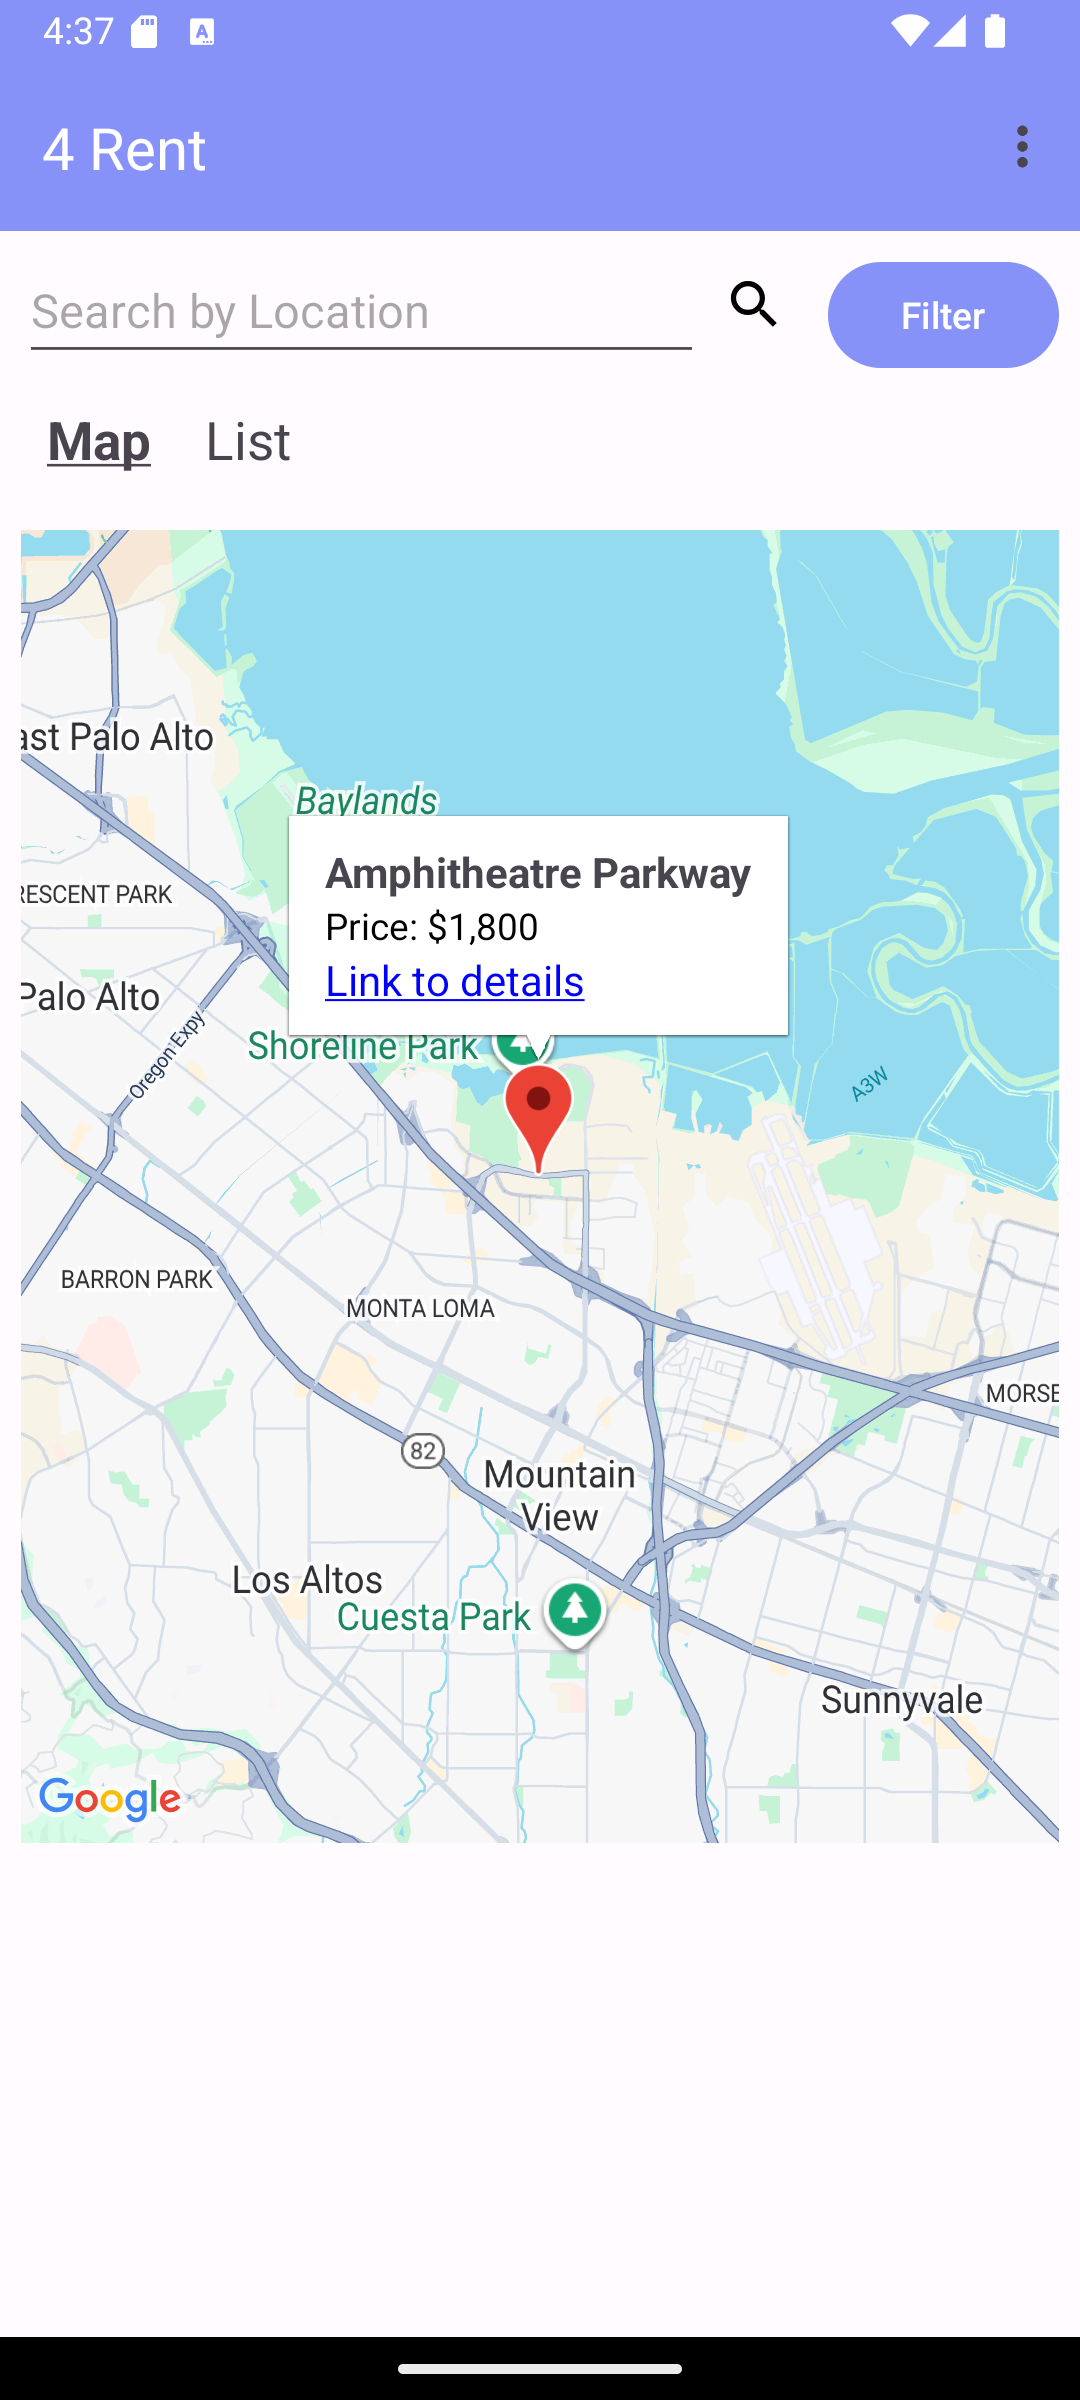 4:37
4 Rent
Search by Location
Filter
Map List
ast Palo Alto
Baylands
RESCENT PARK
Amphitheatre Parkway
Price: $1,800
Link to details
Palo Alto
Oregon Expy
Shoreline Park
A3W
BARRON PARK
MONTA LOMA
MORSE
82
Mountain
View
Los Altos
Cuesta Park
Sunnyvale
Google